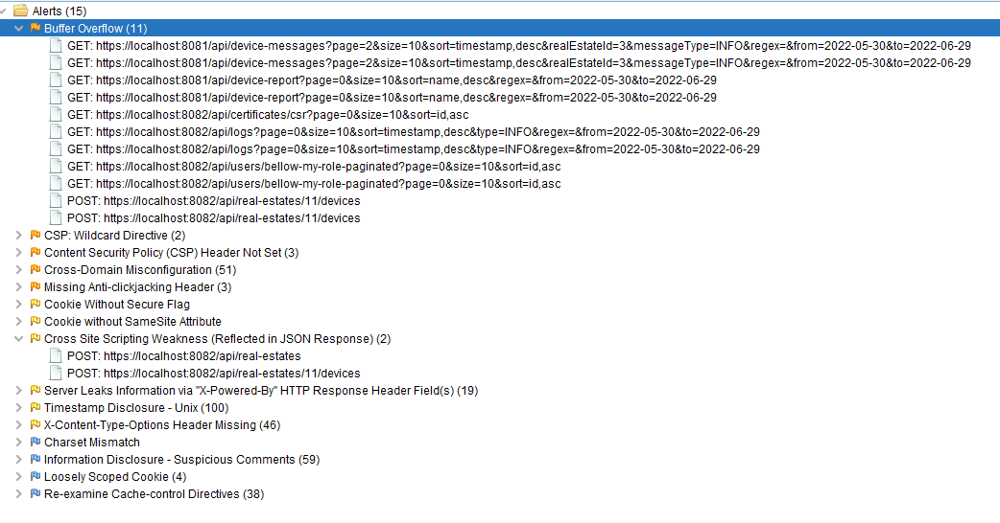 Alerts (15)
Buffer Overflow (11)
GET: https://localhost:8081/api/device-messages?page=2&size=10&sort=timestamp,desc&realEstateId=3&messageType=INFO&regex=&from=2022-05-30&to=2022-06-29
GET: https://localhost:8081/api/device-messages?page=2&size=10&sort=timestamp,desc&realEstateId=3&messageType=INFO&regex=&from=2022-05-30&to=2022-06-29
GET: https://localhost:8081/api/device-report?page=0&size=10&sort=name,desc&regex=&from=2022-05-30&to=2022-06-29
GET: https://localhost:8081/api/device-report?page=0&size=10&sort=name,desc&regex=&from=2022-05-30&to=2022-06-29
GET: https://localhost:8082/api/certificates/csr?page=0&size=10&sort=id,asc
GET: https://localhost:8082/api/logs?page=0&size=10&sort=timestamp,desc&type=INFO&regex=&from=2022-05-30&to=2022-06-29
GET: https://localhost:8082/api/logs?page=0&size=10&sort=timestamp,desc&type=INFO&regex=&from=2022-05-30&to=2022-06-29
GET: https://localhost:8082/api/users/bellow-my-role-paginated?page=0&size=10&sort=id,asc
GET: https://localhost:8082/api/users/bellow-my-role-paginated?page=0&size=10&sort=id,asc
POST: https://localhost:8082/api/real-estates/11/devices
POST: https://localhost:8082/api/real-estates/11/devices
CSP: Wildcard Directive (2)
Content Security Policy (CSP) Header Not Set (3)
Cross-Domain Misconfiguration (51)
Missing Anti-clickjacking Header (3)
Cookie Without Secure Flag
Cookie without SameSite Attribute
Cross Site Scripting Weakness (Reflected in JSON Response) (2)
POST: https://localhost:8082/api/real-estates
POST: https://localhost:8082/api/real-estates/11/devices
Server Leaks Information via "X-Powered-By" HTTP Response Header Field(s) (19)
Timestamp Disclosure - Unix (100)
X-Content-Type-Options Header Missing (46)
Charset Mismatch
Information Disclosure - Suspicious Comments (59)
Loosely Scoped Cookie (4)
Re-examine Cache-control Directives (38)